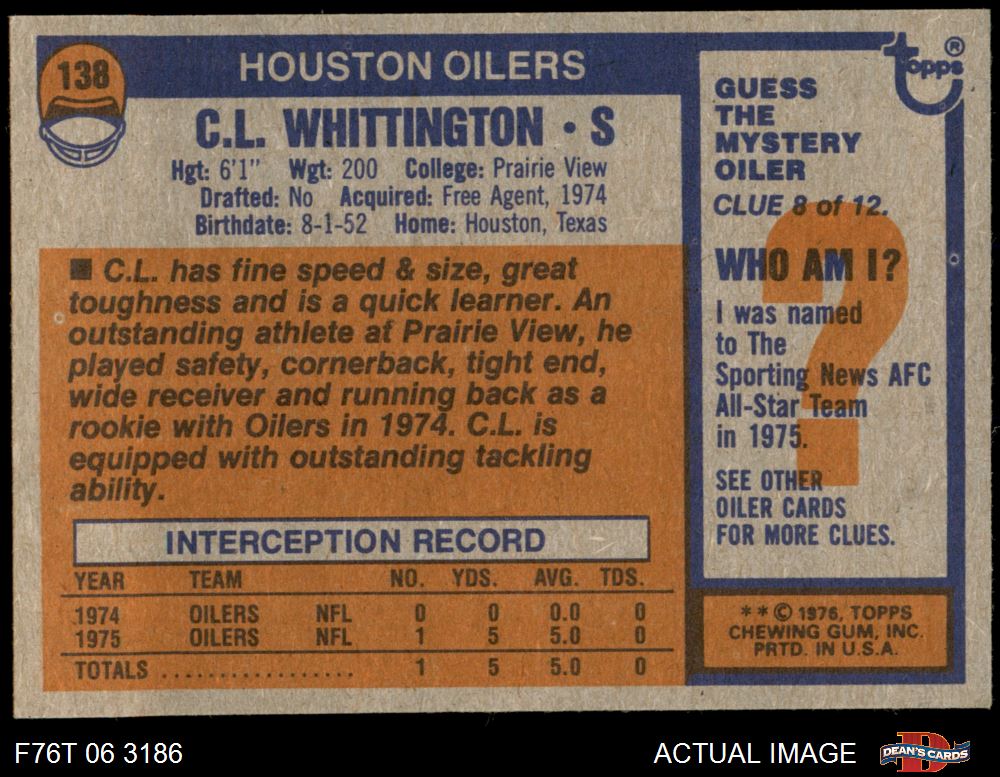 138
HOUSTON OILERS
C.L. WHITTINGTON • S
Hgt: 6'1" Wgt: 200 College: Prairie View
Drafted: No Acquired: Free Agent, 1974
Birthdate: 8-1-52 Home: Houston, Texas
■ C.L. has fine speed & size, great
toughness and is a quick learner. An
outstanding athlete at Prairie View, he
played safety, cornerback, tight end,
wide receiver and running back as a
rookie with Oilers in 1974. C.L. is
equipped with outstanding tackling
ability.
INTERCEPTION RECORD
YEAR TEAM NO. YDS. AVG. TDS.
1974 OILERS NFL 0 0 0.0 0
1975 OILERS NFL 1 5 5.0 0
TOTALS .................. 1 5 5.0 0
topps ®
GUESS
THE
MYSTERY
OILER
CLUE 8 of 12.
?
WHO AM I?
I was named
to The
Sporting News AFC
All-Star Team
in 1975.
SEE OTHER
OILER CARDS
FOR MORE CLUES.
** © 1976, TOPPS
CHEWING GUM, INC.
PRTD. IN U.S.A.
F76T 06 3186
ACTUAL IMAGE
D
DEAN'S CARDS